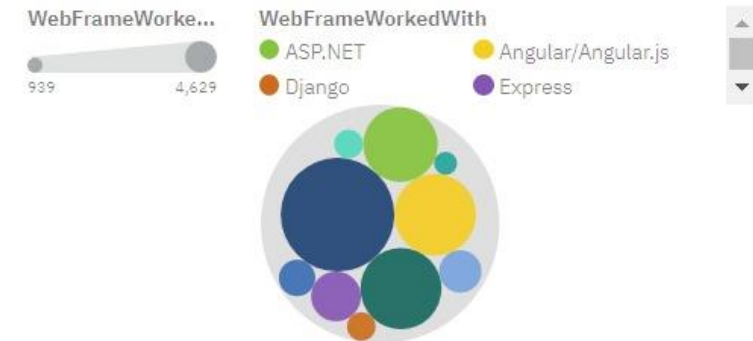 WebFrameWorke...
939 4,629
WebFrameWorkedWith
ASP.NET Angular/Angular.js
Django Express